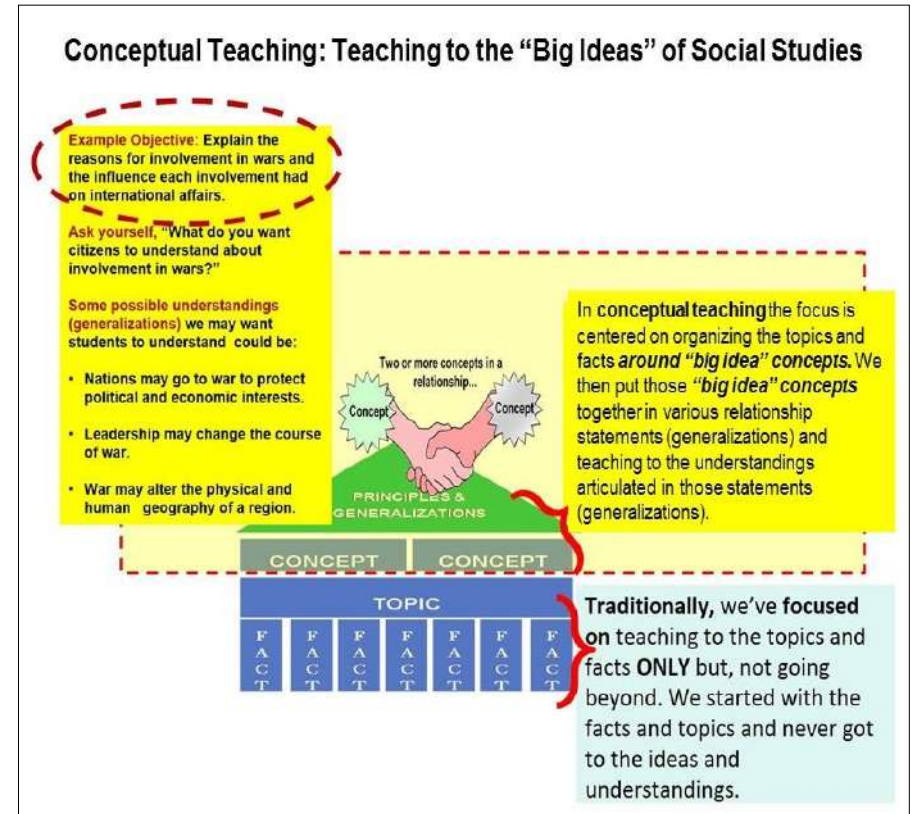 Conceptual Teaching: Teaching to the “Big Ideas” of Social Studies
Example Objective: Explain the
reasons for involvement in wars and
the influence each involvement had
on international affairs.
Ask yourself, “What do you want
citizens to understand about
involvement in wars?”
Some possible understandings
(generalizations) we may want
students to understand could be:
• Nations may go to war to protect
political and economic interests.
• Leadership may change the course
of war.
• War may alter the physical and
human geography of a region.
Two or more concepts in a
relationship...
Concept
Concept
PRINCIPLES &
GENERALIZATIONS
CONCEPT
CONCEPT
TOPIC
FACT
FACT
FACT
FACT
FACT
FACT
FACT
In conceptual teaching the focus is
centered on organizing the topics and
facts around “big idea” concepts. We
then put those “big idea” concepts
together in various relationship
statements (generalizations) and
teaching to the understandings
articulated in those statements
(generalizations).
Traditionally, we’ve focused
on teaching to the topics and
facts ONLY but, not going
beyond. We started with the
facts and topics and never got
to the ideas and
understandings.